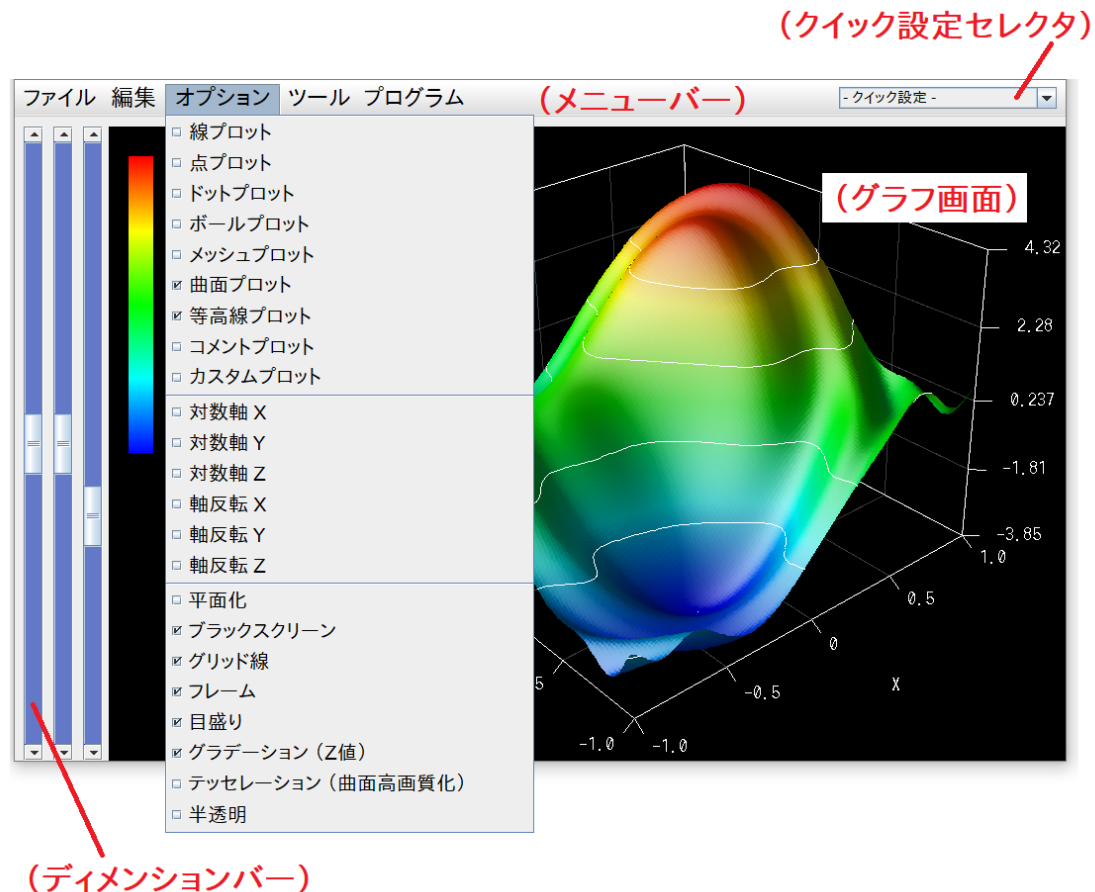 （クイック設定セレクタ）
ファイル 編集 オプション ツール プログラム （メニューバー） - クイック設定 -
線プロット
点プロット
ドットプロット
ボールプロット
メッシュプロット
曲面プロット
等高線プロット
コメントプロット
カスタムプロット
対数軸 X
対数軸 Y
対数軸 Z
軸反転 X
軸反転 Y
軸反転 Z
平面化
ブラックスクリーン
グリッド線
フレーム
目盛り
グラデーション（Z値）
テッセレーション（曲面高画質化）
半透明
（グラフ画面）
4.32
2.28
0.237
-1.81
-3.85
1.0
0.5
0
X
-0.5
5
-1.0 -1.0
（ディメンションバー）